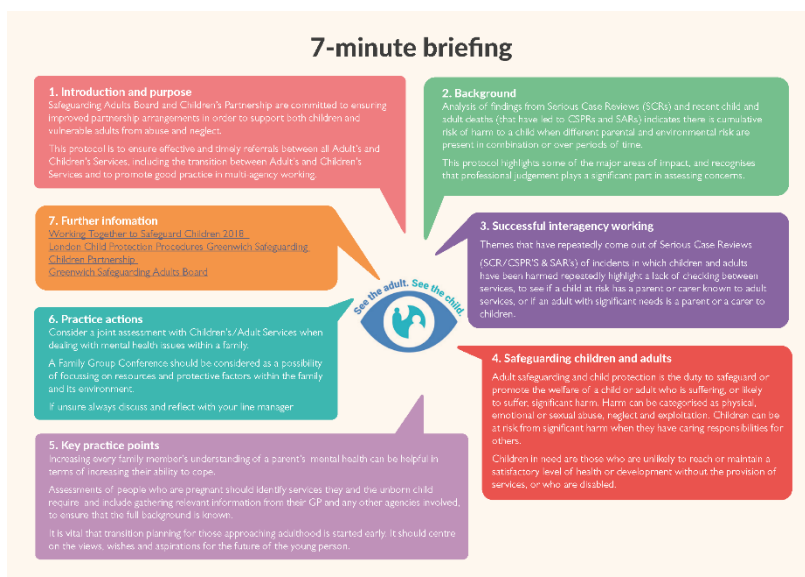 7-minute briefing
1. Introduction and purpose
Safeguarding Adults Board and Children's Partnership are committed to ensuring
improved partnership arrangements in order to support both children and
vulnerable adults from abuse and neglect.
This protocol is to ensure effective and timely referrals between all Adult's and
Children's Services, including the transition between Adult's and Children's
Services and to promote good practice in multi-agency working.
2. Background
Analysis of findings from Serious Case Reviews (SCRs) and recent child and
adult deaths (that have led to CSPRs and SARs) indicates there is cumulative
risk of harm to a child when different parental and environmental risk are
present in combination or over periods of time.
This protocol highlights some of the major areas of impact, and recognises
that professional judgement plays a significant part in assessing concerns.
3. Successful interagency working
Themes that have repeatedly come out of Serious Case Reviews
(SCR/CSPR'S & SAR's) of incidents in which children and adults
have been harmed repeatedly highlight a lack of checking between
services, to see if a child at risk has a parent or carer known to adult
services, or if an adult with significant needs is a parent or a carer to
children.
4. Safeguarding children and adults
Adult safeguarding and child protection is the duty to safeguard or
promote the welfare of a child or adult who is suffering, or likely
to suffer, significant harm. Harm can be categorised as physical,
emotional or sexual abuse, neglect and exploitation. Children can be
at risk from significant harm when they have caring responsibilities for
others.
Children in need are those who are unlikely to reach or maintain a
satisfactory level of health or development without the provision of
services, or who are disabled.
5. Key practice points
Increasing every family member's understanding of a parent's mental health can be helpful in
terms of increasing their ability to cope.
Assessments of people who are pregnant should identify services they and the unborn child
require and include gathering relevant information from their GP and any other agencies involved,
to ensure that the full background is known.
It is vital that transition planning for those approaching adulthood is started early. It should centre
on the views, wishes and aspirations for the future of the young person.
6. Practice actions
Consider a joint assessment with Children's/Adult Services when
dealing with mental health issues within a family.
A Family Group Conference should be considered as a possibility
of focussing on resources and protective factors within the family
and its environment.
If unsure always discuss and reflect with your line manager
7. Further infomation
Working Together to Safeguard Children 2018
London Child Protection Procedures Greenwich Safeguarding
Children Partnership
Greenwich Safeguarding Adults Board
See the adult. See the child.